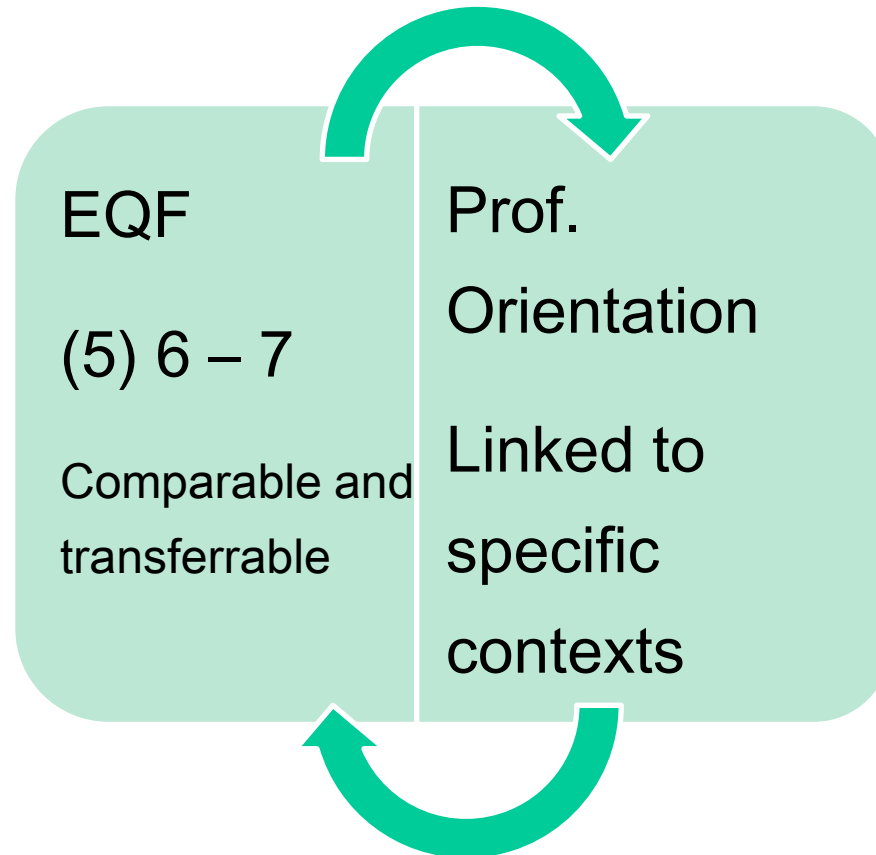 EQF
(5) 6 – 7
Comparable and
transferrable
Prof.
Orientation
Linked to
specific
contexts